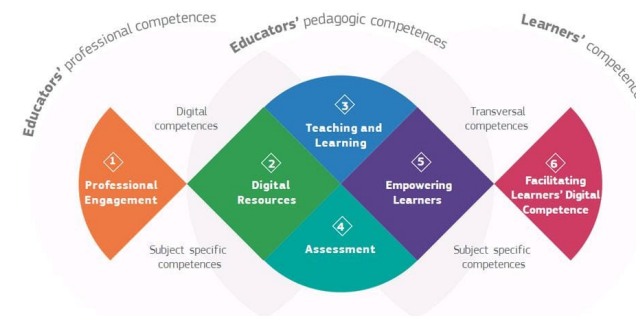 Educators' professional competences
Educators' pedagogic competences
Learners' competence
Digital
competences
Transversal
competences
1
Professional
Engagement
2
Digital
Resources
3
Teaching and
Learning
4
Assessment
5
Empowering
Learners
6
Facilitating
Learners' Digital
Competence
Subject specific
competences
Subject specific
competences